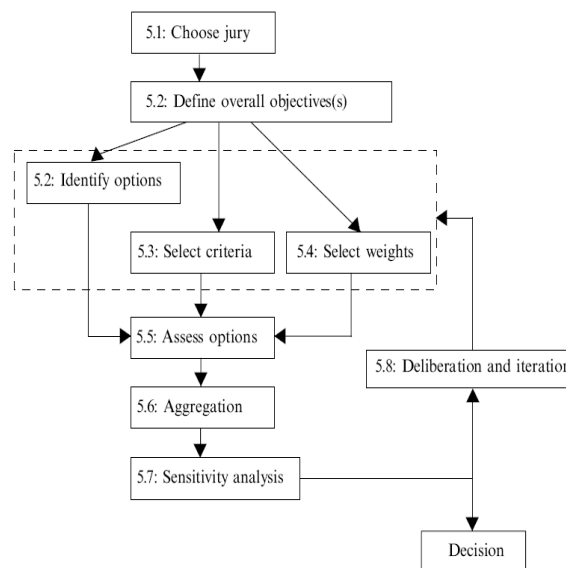 5.1: Choose jury
5.2: Define overall objectives(s)
5.2: Identify options
5.3: Select criteria
5.4: Select weights
5.5: Assess options
5.8: Deliberation and iteration
5.6: Aggregation
5.7: Sensitivity analysis
Decision